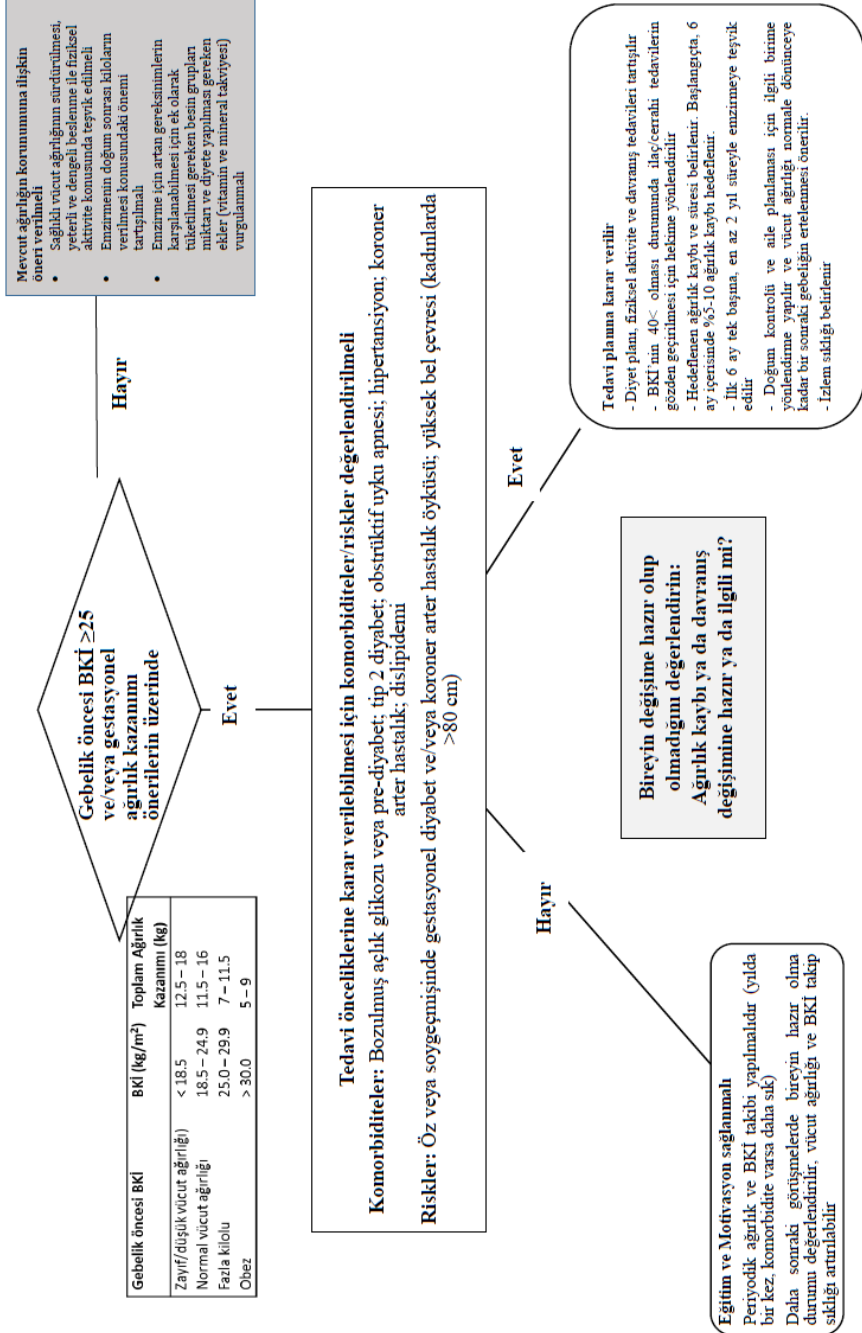 Gebelik öncesi BKİ BKİ (kg/m²) Toplam Ağırlık
Kazanımı (kg)
Zayıf/düşük vücut ağırlığı) < 18.5 12.5 – 18
Normal vücut ağırlığı 18.5 – 24.9 11.5 – 16
Fazla kilolu 25.0 – 29.9 7 – 11.5
Obez > 30.0 5 – 9
Gebelik öncesi BKİ ≥25
ve/veya gestasyonel
ağırlık kazanımı
önerilerin üzerinde
Hayır
Mevcut ağırlığın korunumuna ilişkin
öneri verilmeli
• Sağlıklı vücut ağırlığının sürdürülmesi,
yeterli ve dengeli beslenme ile fiziksel
aktivite konusunda teşvik edilmeli
• Emzirmenin doğum sonrası kiloların
verilmesi konusundaki önemi
tartışılmalı
• Emzirme için artan gereksinimlerin
karşılanabilmesi için ek olarak
tüketilmesi gereken besin grupları
miktarı ve diyete yapılması gereken
ekler (vitamin ve mineral takviyesi)
vurgulanmalı
Evet
Tedavi önceliklerine karar verilebilmesi için komorbiditeler/riskler değerlendirilmeli
Komorbiditeler: Bozulmuş açlık glikozu veya pre-diyabet; tip 2 diyabet; obstrüktif uyku apnesi; hipertansiyon; koroner
arter hastalık; dislipidemi
Riskler: Öz veya soygeçmişinde gestasyonel diyabet ve/veya koroner arter hastalık öyküsü; yüksek bel çevresi (kadınlarda
>80 cm)
Hayır
Evet
Bireyin değişime hazır olup
olmadığını değerlendirin:
Ağırlık kaybı ya da davranış
değişimine hazır ya da ilgili mi?
Eğitim ve Motivasyon sağlanmalı
Periyodik ağırlık ve BKİ takibi yapılmalıdır (yılda
bir kez, komorbidite varsa daha sık)
Daha sonraki görüşmelerde bireyin hazır olma
durumu değerlendirilir, vücut ağırlığı ve BKİ takip
sıklığı artırılabilir
Tedavi planına karar verilir
- Diyet planı, fiziksel aktivite ve davranış tedavileri tartışılır
- BKİ'nin 40< olması durumunda ilaç/cerrahi tedavilerin
gözden geçirilmesi için hekime yönlendirilir
- Hedeflenen ağırlık kaybı ve süresi belirlenir. Başlangıçta, 6
ay içerisinde %5-10 ağırlık kaybı hedeflenir.
- İlk 6 ay tek başına, en az 2 yıl süreyle emzirmeye teşvik
edilir
- Doğum kontrolü ve aile planlaması için ilgili birime
yönlendirme yapılır ve vücut ağırlığı normale dönünceye
kadar bir sonraki gebeliğin ertelenmesi önerilir.
- İzlem sıklığı belirlenir